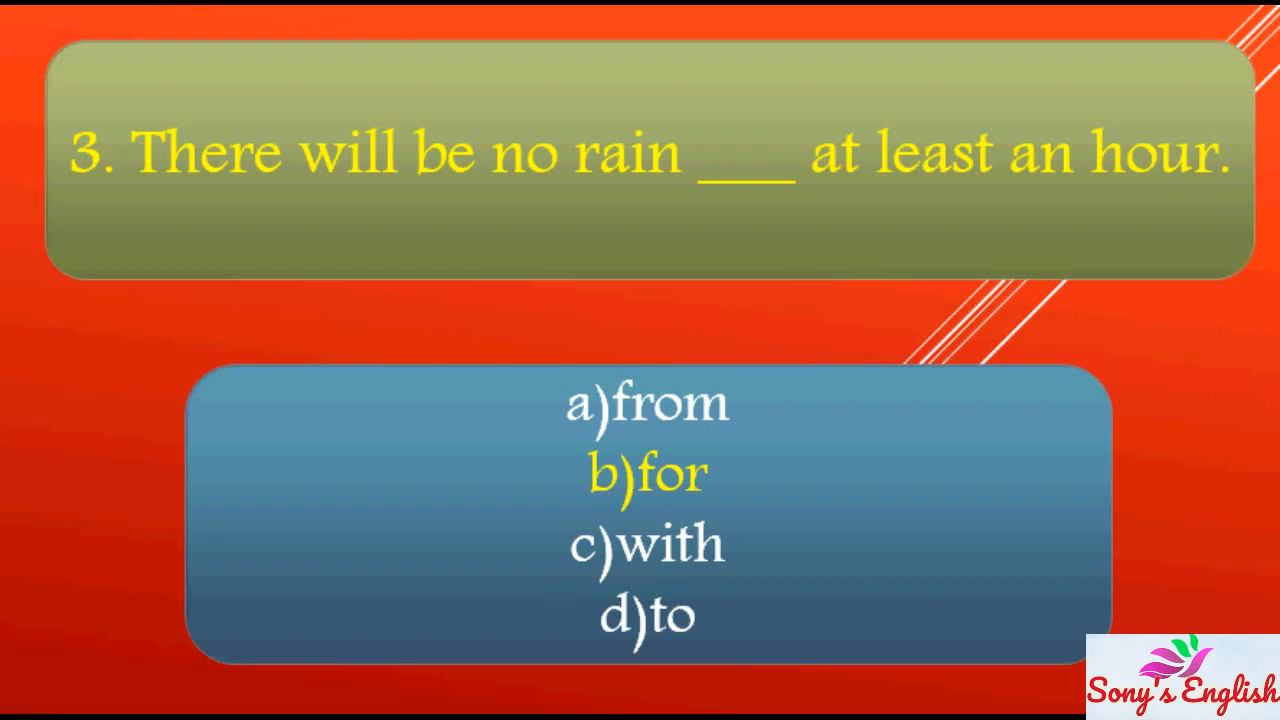 3. There will be no rain ___ at least an hour.
a)from
b)for
c)with
d)to
Sony's English